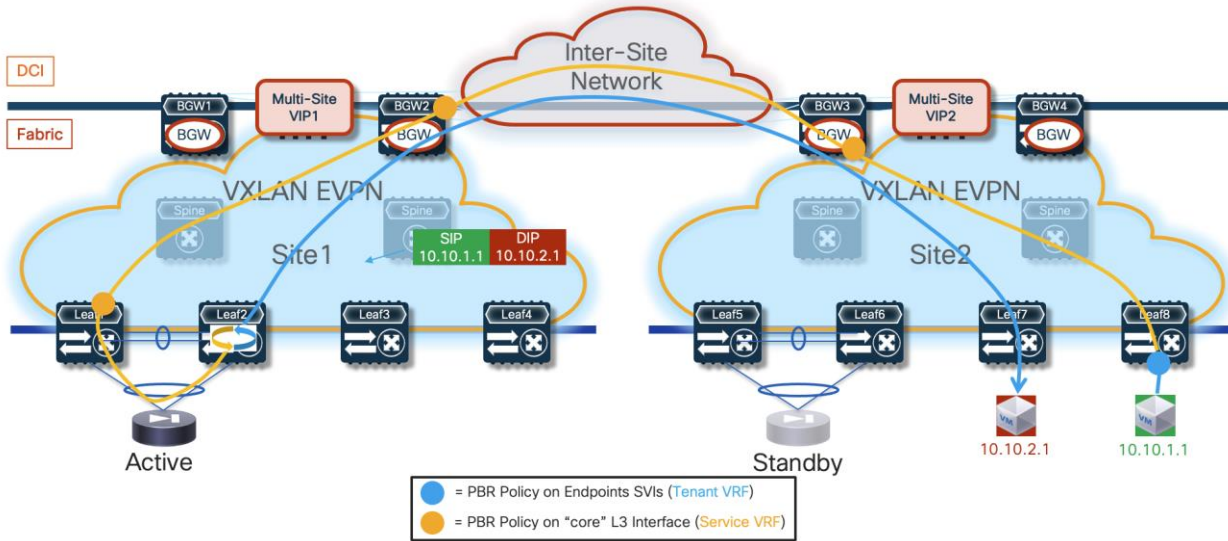 DCI
Fabric
Inter-Site
Network
BGW1
BGW
Multi-Site
VIP1
BGW2
BGW
BGW3
BGW
Multi-Site
VIP2
BGW4
BGW
VXLAN EVPN
Spine
Spine
Site1
SIP
10.10.1.1
DIP
10.10.2.1
VXLAN EVPN
Spine
Spine
Site2
Leaf2
Leaf3
Leaf4
Leaf5
Leaf6
Leaf7
Leaf8
Active
Standby
VM
10.10.2.1
VM
10.10.1.1
= PBR Policy on Endpoints SVIs (Tenant VRF)
= PBR Policy on “core” L3 Interface (Service VRF)